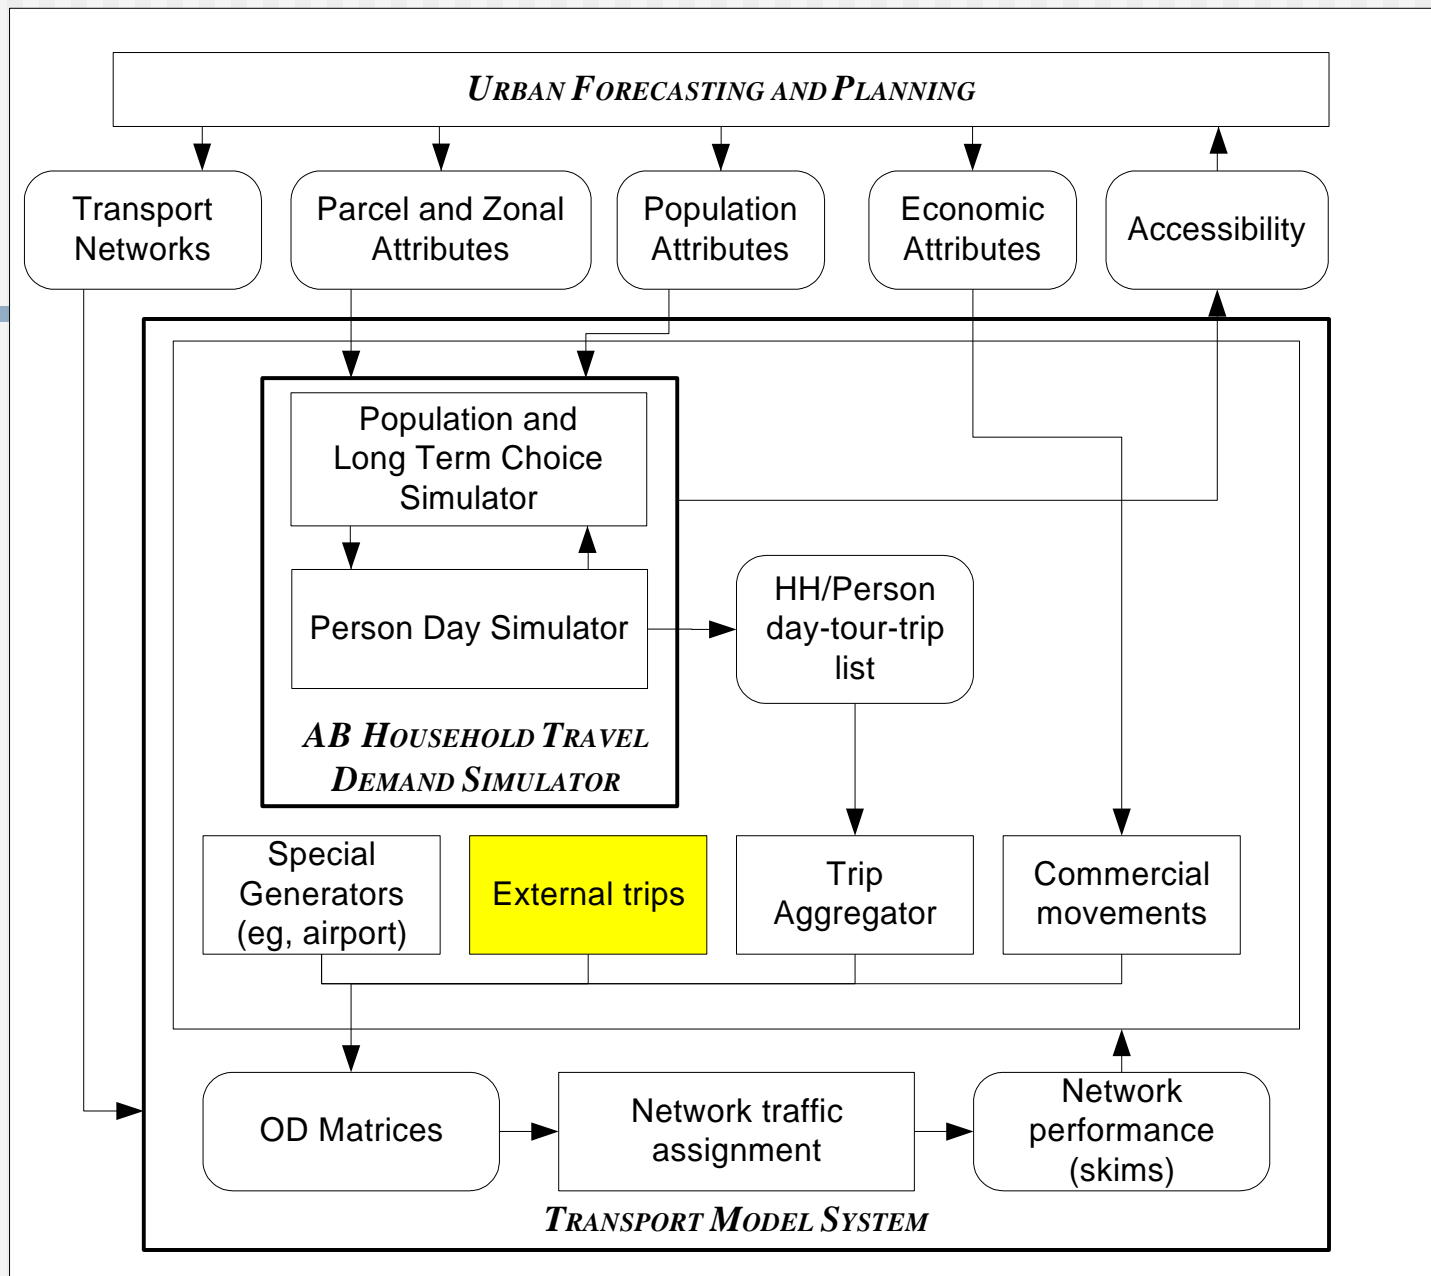 URBAN FORECASTING AND PLANNING
Transport
Networks
Parcel and Zonal
Attributes
Population
Attributes
Economic
Attributes
Accessibility
Population and
Long Term Choice
Simulator
Person Day Simulator
HH/Person
day-tour-trip
list
AB HOUSEHOLD TRAVEL
DEMAND SIMULATOR
Special
Generators
(eg, airport)
External trips
Trip
Aggregator
Commercial
movements
OD Matrices
Network traffic
assignment
Network
performance
(skims)
TRANSPORT MODEL SYSTEM